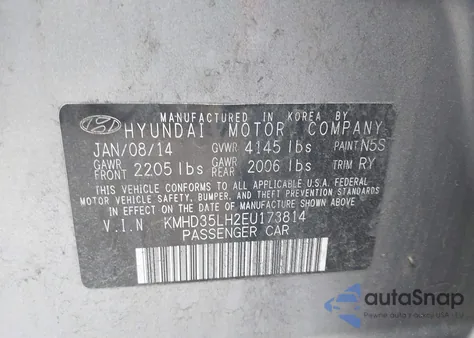 MANUFACTURED IN KOREA BY
HYUNDAI MOTOR COMPANY
JAN/08/14 GVWR 4145 lbs PAINT N5S
GAWR FRONT 2205 lbs GAWR REAR 2006 lbs TRIM RY
THIS VEHICLE CONFORMS TO ALL APPLICABLE U.S.A. FEDERAL
MOTOR VEHICLE SAFETY, BUMPER, AND THEFT PREVENTION STANDARDS
IN EFFECT ON THE DATE OF MANUFACTURE SHOWN ABOVE.
V.I.N KMHD35LH2EU173814
PASSENGER CAR
autoSnap